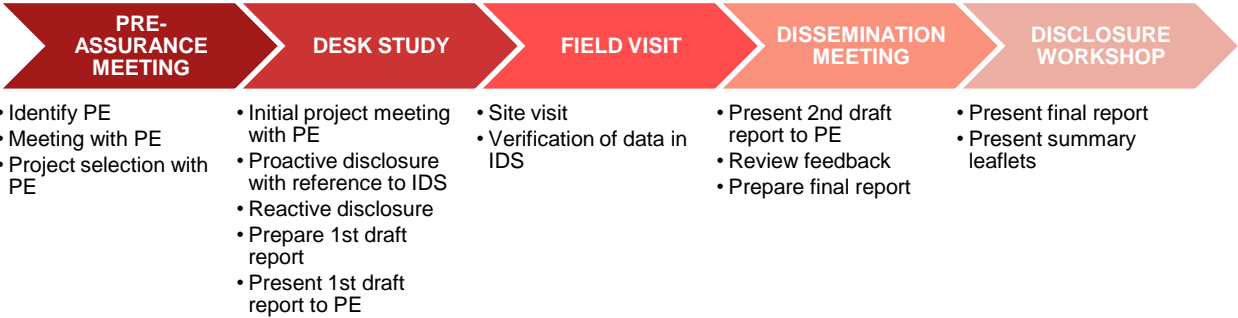 PRE-
ASSURANCE
MEETING
DESK STUDY
FIELD VISIT
DISSEMINATION
MEETING
DISCLOSURE
WORKSHOP
• Identify PE
• Meeting with PE
• Project selection with
PE
• Initial project meeting
with PE
• Proactive disclosure
with reference to IDS
• Reactive disclosure
• Prepare 1st draft
report
• Present 1st draft
report to PE
• Site visit
• Verification of data in
IDS
• Present 2nd draft
report to PE
• Review feedback
• Prepare final report
• Present final report
• Present summary
leaflets